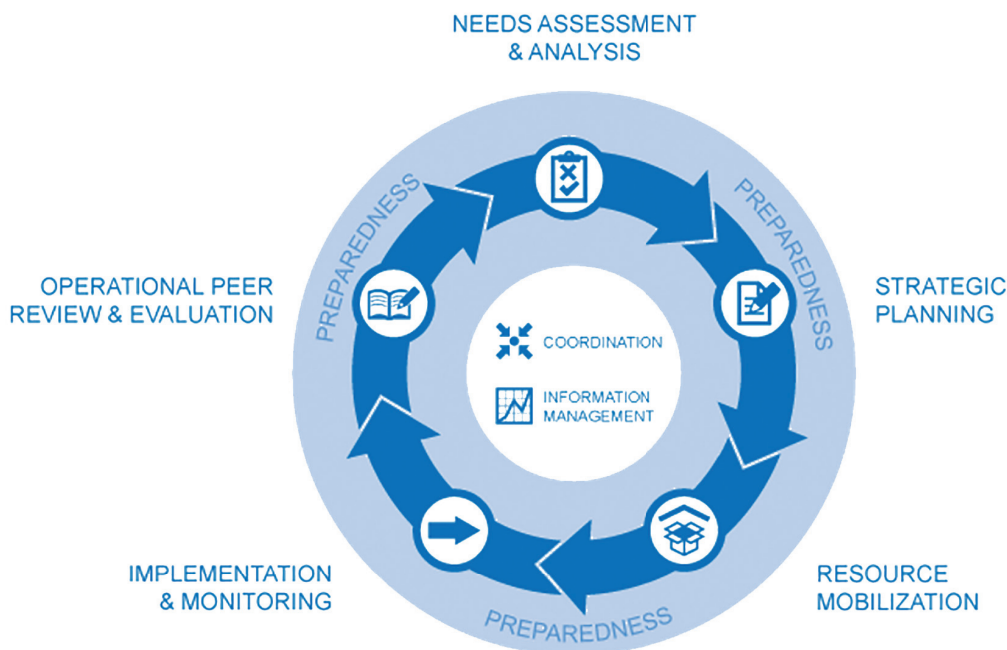 NEEDS ASSESSMENT
& ANALYSIS
PREPAREDNESS
PREPAREDNESS
OPERATIONAL PEER
REVIEW & EVALUATION
STRATEGIC
PLANNING
COORDINATION
INFORMATION
MANAGEMENT
IMPLEMENTATION
& MONITORING
RESOURCE
MOBILIZATION
PREPAREDNESS